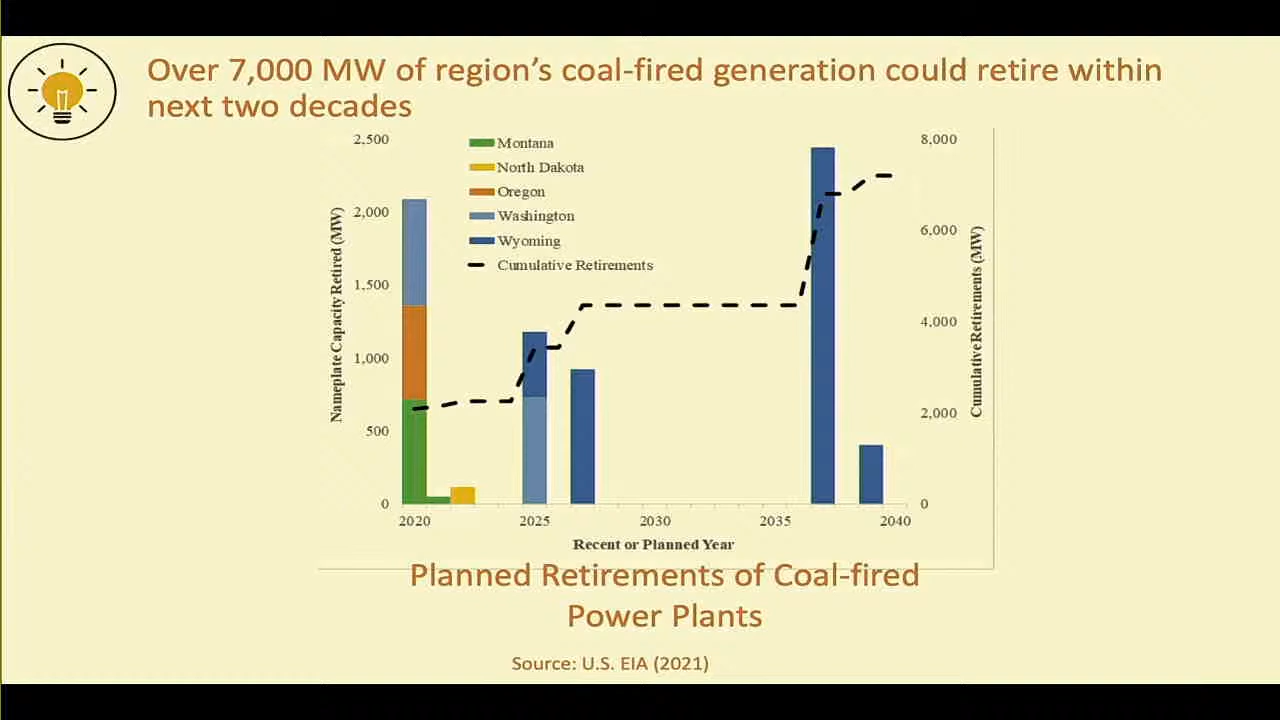 Over 7,000 MW of region's coal-fired generation could retire within
next two decades
2,500
2,000
1,500
1,000
500
0
Nameplate Capacity Retired (MW)
Montana
North Dakota
Oregon
Washington
Wyoming
Cumulative Retirements
8,000
6,000
4,000
2,000
0
Cumulative Retirements (MW)
2020 2025 2030 2035 2040
Recent or Planned Year
Planned Retirements of Coal-fired
Power Plants
Source: U.S. EIA (2021)